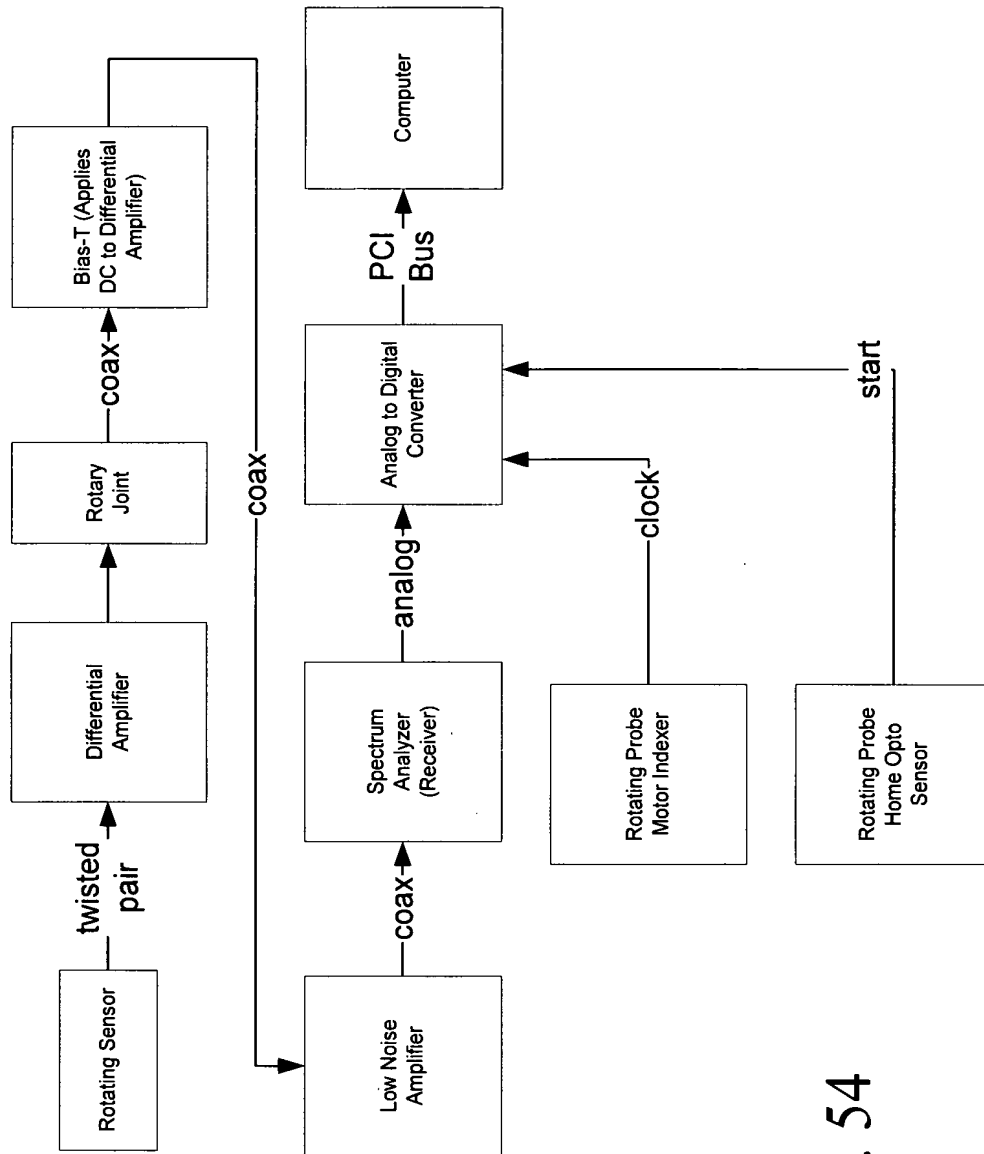 Rotating Sensor
twisted
pair
Differential
Amplifier
Rotary
Joint
coax
Bias-T (Applies
DC to Differential
Amplifier)
coax
Low Noise
Amplifier
coax
Spectrum
Analyzer
(Receiver)
analog
Analog to Digital
Converter
PCI
Bus
Computer
Rotating Probe
Motor Indexer
clock
Rotating Probe
Home Opto
Sensor
start
54